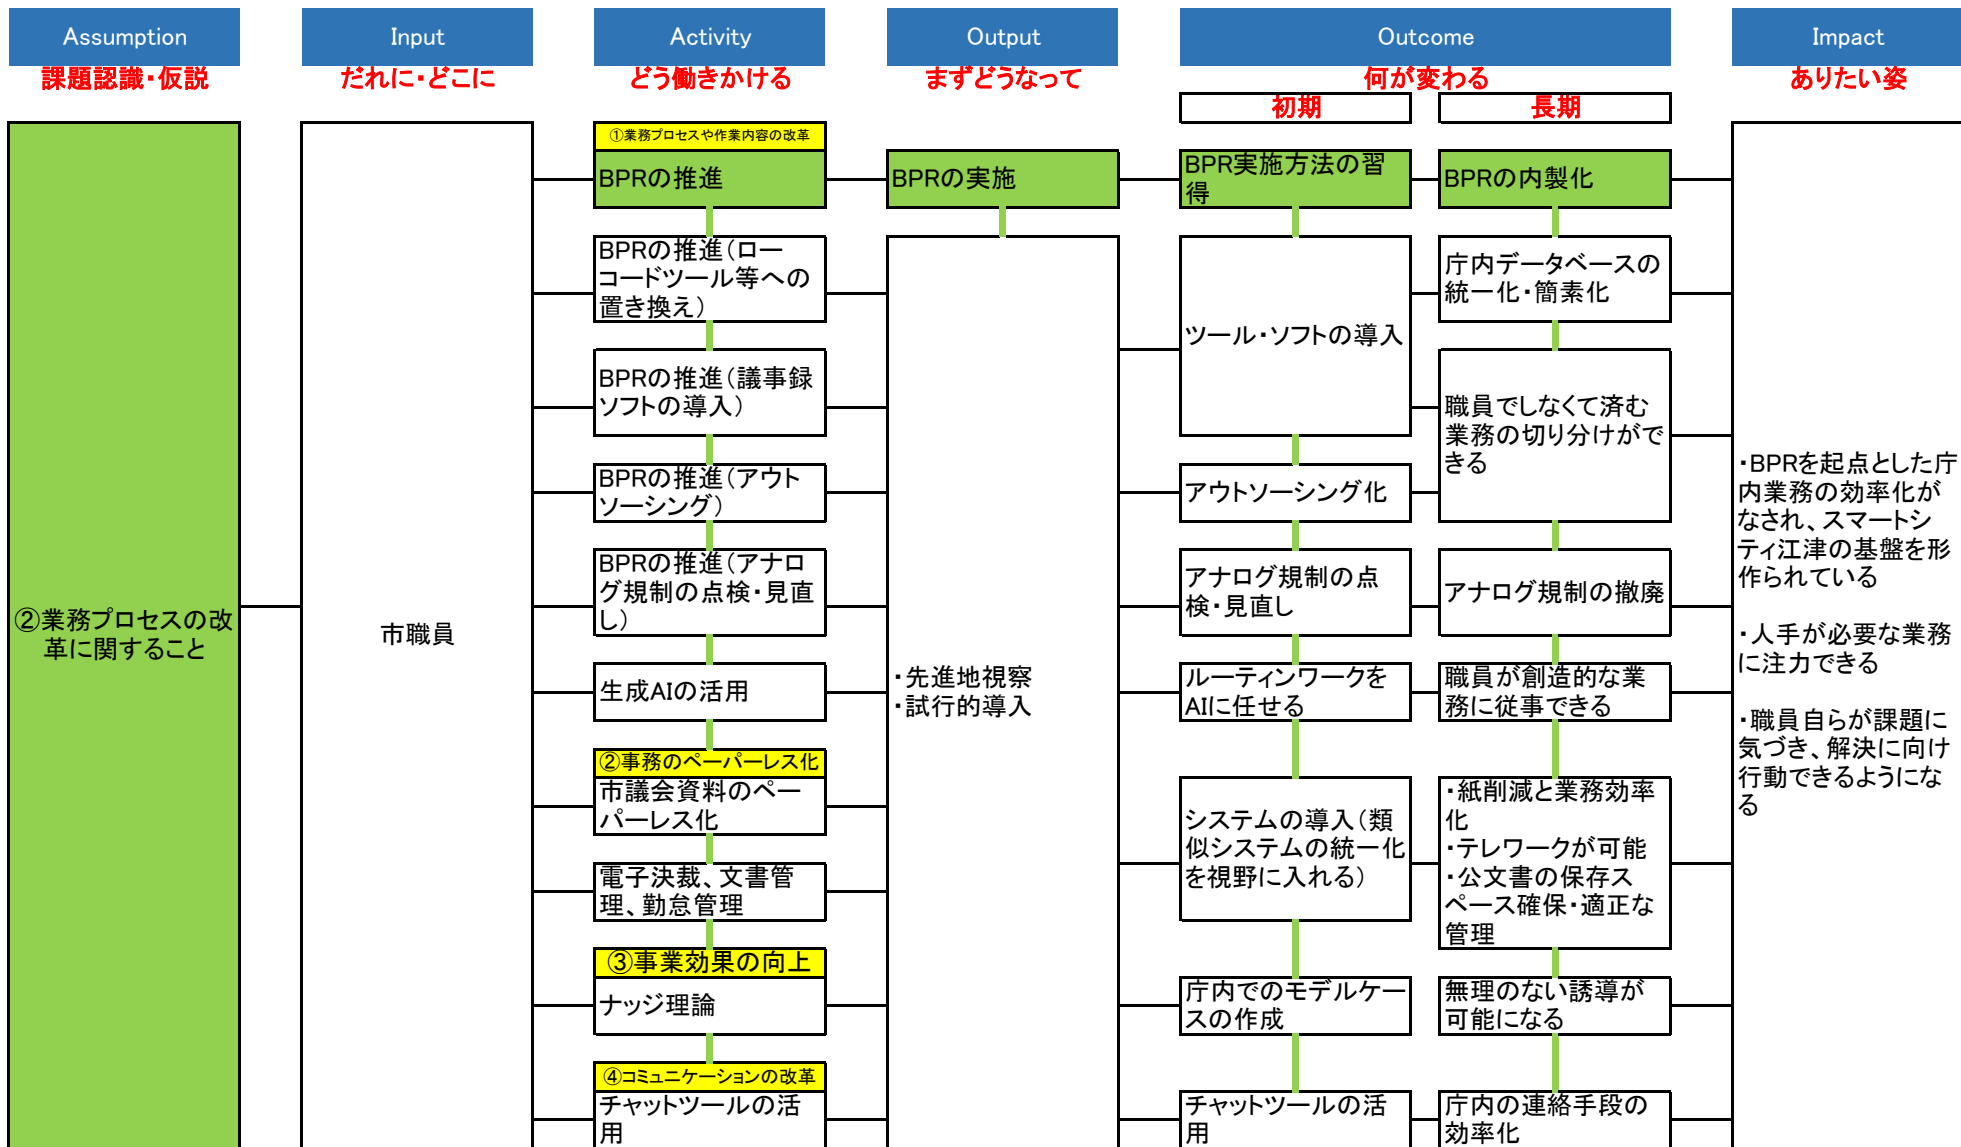 Assumption
Input
Activity
Output
Outcome
Impact
課題認識・仮説
だれに・どこに
どう働きかける
まずどうなって
何が変わる
ありたい姿
初期
長期
②業務プロセスの改
革に関すること
市職員
①業務プロセスや作業内容の改革
BPRの推進
BPRの推進(ロー
コードツール等への
置き換え)
BPRの推進(議事録
ソフトの導入)
BPRの推進(アウト
ソーシング)
BPRの推進(アナロ
グ規制の点検・見直
し)
生成AIの活用
②事務のペーパーレス化
市議会資料のペー
パーレス化
電子決裁、文書管
理、勤怠管理
③事業効果の向上
ナッジ理論
④コミュニケーションの改革
チャットツールの活
用
BPRの実施
・先進地視察
・試行的導入
BPR実施方法の習
得
ツール・ソフトの導入
アウトソーシング化
アナログ規制の点
検・見直し
ルーティンワークを
AIに任せる
システムの導入(類
似システムの統一化
を視野に入れる)
庁内でのモデルケー
スの作成
チャットツールの活
用
BPRの内製化
庁内データベースの
統一化・簡素化
職員でしなくて済む
業務の切り分けがで
きる
アナログ規制の撤廃
職員が創造的な業
務に従事できる
・紙削減と業務効率
化
・テレワークが可能
・公文書の保存ス
ペース確保・適正な
管理
無理のない誘導が
可能になる
庁内の連絡手段の
効率化
・BPRを起点とした庁
内業務の効率化が
なされ、スマートシ
ティ江津の基盤を形
作られている
・人手が必要な業務
に注力できる
・職員自らが課題に
気づき、解決に向け
行動できるようにな
る